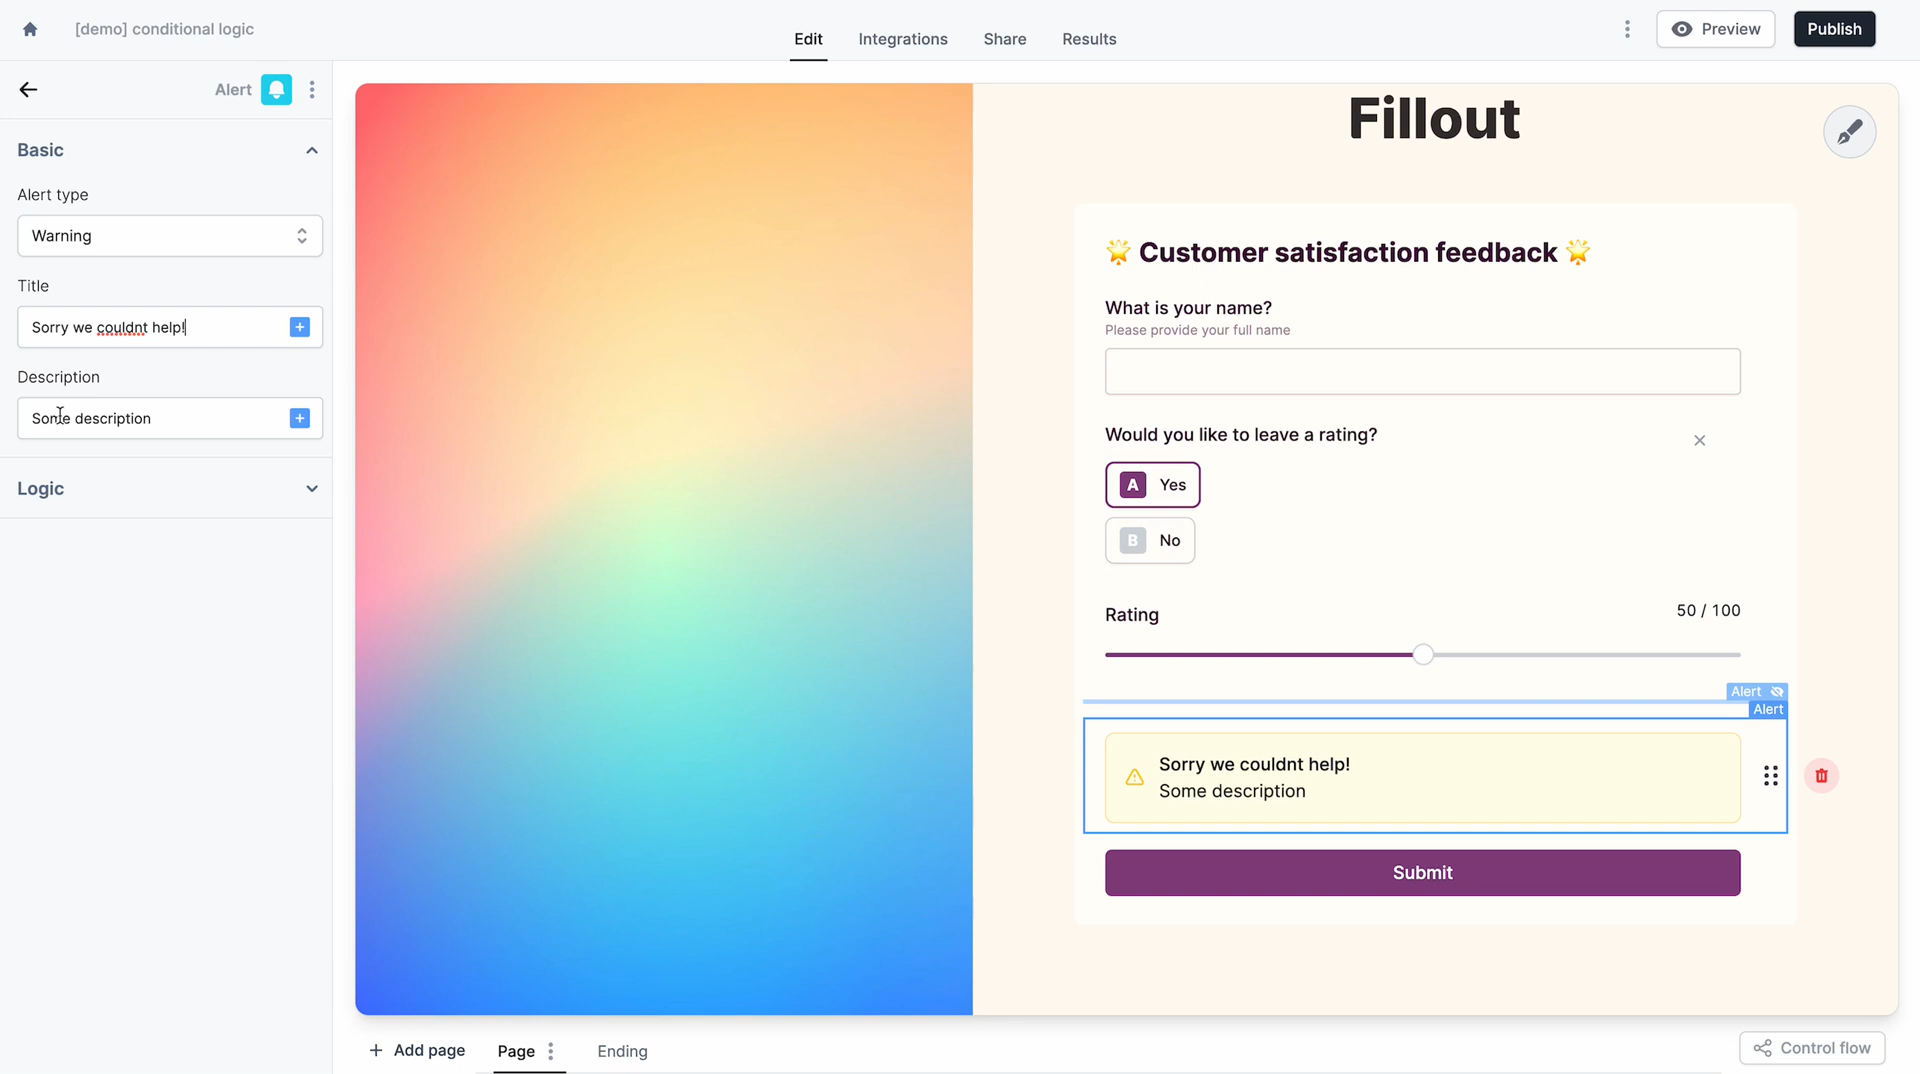 [demo] conditional logic
Edit
Integrations
Share
Results
Preview
Publish
Alert
Basic
Alert type
Warning
Title
Sorry we couldnt help!
Description
Some description
Logic
Fillout
🌟 Customer satisfaction feedback 🌟
What is your name?
Please provide your full name
Would you like to leave a rating?
A Yes
B No
Rating
50 / 100
Alert
Alert
Sorry we couldnt help!
Some description
Submit
+ Add page
Page
Ending
Control flow